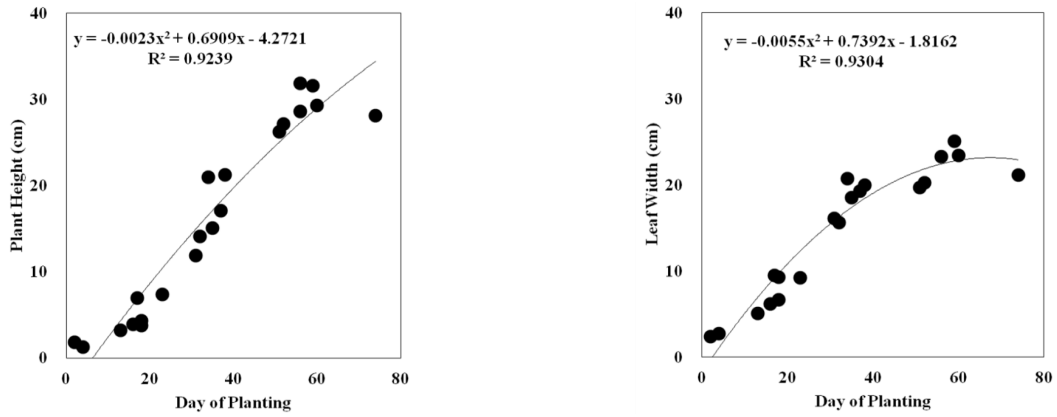 40
y = -0.0023x² + 0.6909x - 4.2721
R² = 0.9239
30
20
10
0
Plant Height (cm)
0 20 40 60 80
Day of Planting
40
y = -0.0055x² + 0.7392x - 1.8162
R² = 0.9304
30
20
10
0
Leaf Width (cm)
0 20 40 60 80
Day of Planting